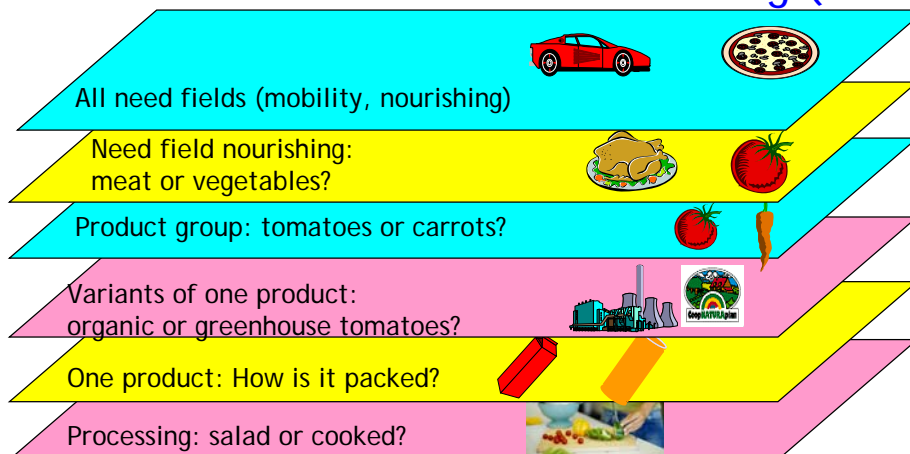 All need fields (mobility, nourishing)
Need field nourishing:
meat or vegetables?
Product group: tomatoes or carrots?
Variants of one product:
organic or greenhouse tomatoes?
CoopNATURAplan
One product: How is it packed?
Processing: salad or cooked?